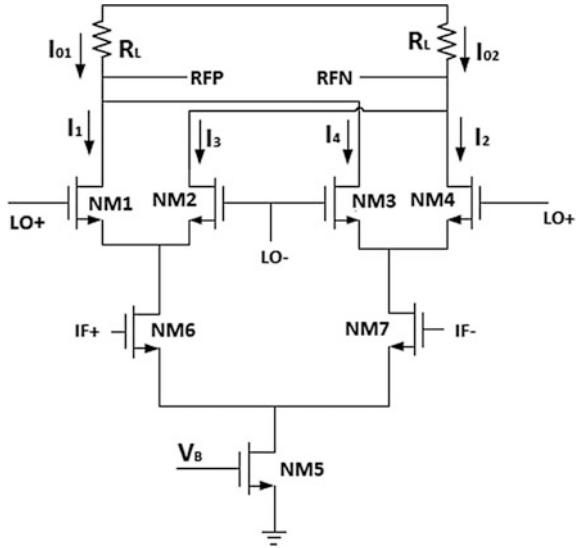 I01 RL RL I02
RFP RFN
I1 I3 I4 I2
NM1 NM2 NM3 NM4
LO+ LO- LO+
IF+ NM6 NM7 IF-
VB NM5